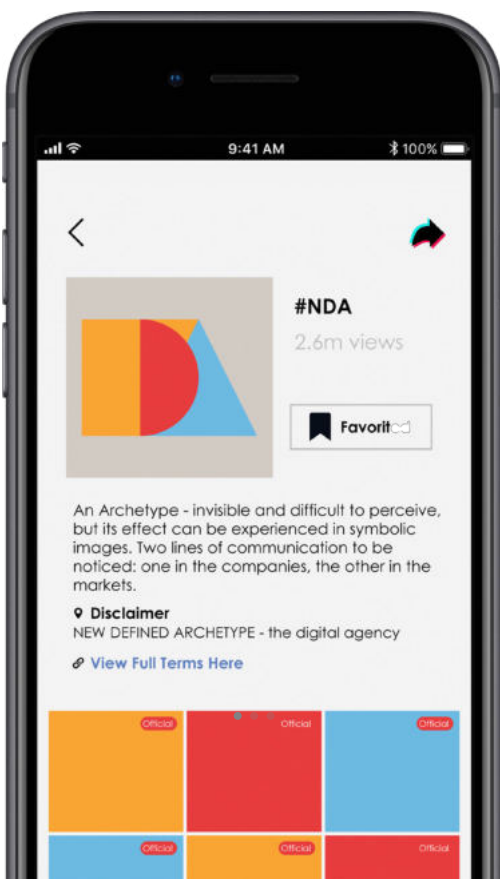 9:41 AM
100%
#NDA
2.6m views
Favorited
An Archetype - invisible and difficult to perceive,
but its effect can be experienced in symbolic
images. Two lines of communication to be
noticed: one in the companies, the other in the
markets.
Disclaimer
NEW DEFINED ARCHETYPE - the digital agency
View Full Terms Here
Official
Official
Official
Official
Official
Official